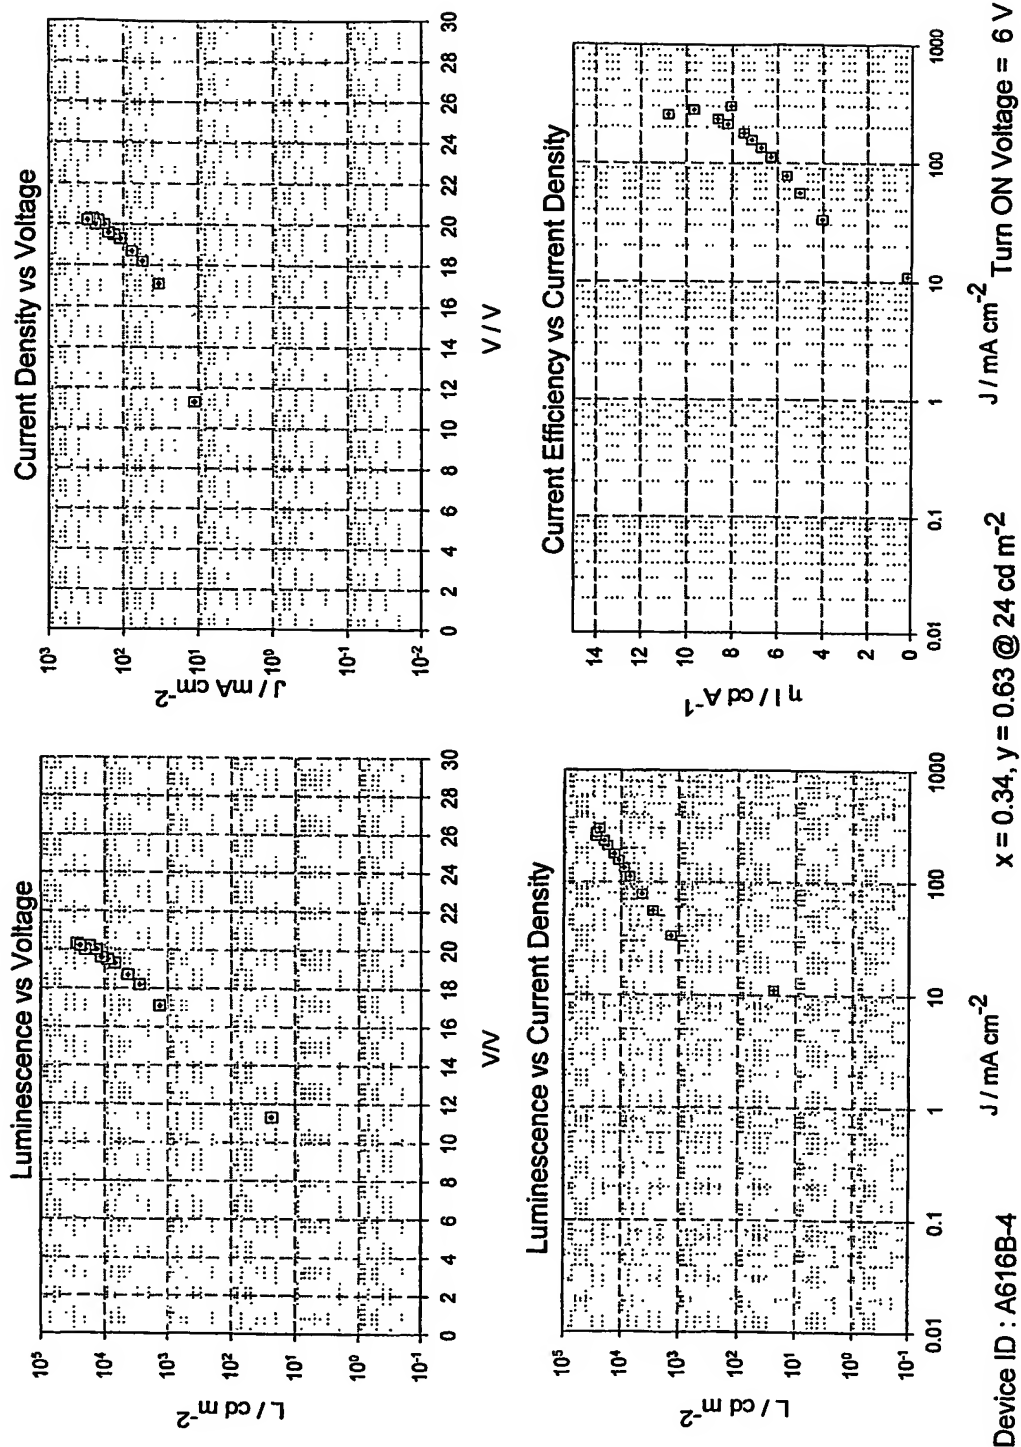 Luminescence vs Voltage
L / cd m⁻²
10⁵
10⁴
10³
10²
10¹
10⁰
10⁻¹
0 2 4 6 8 10 12 14 16 18 20 22 24 26 28 30
V/V
Current Density vs Voltage
J / mA cm⁻²
10³
10²
10¹
10⁰
10⁻¹
10⁻²
0 2 4 6 8 10 12 14 16 18 20 22 24 26 28 30
V / V
Luminescence vs Current Density
L / cd m⁻²
10⁵
10⁴
10³
10²
10¹
10⁰
10⁻¹
0.01 0.1 1 10 100 1000
J / mA cm⁻²
Current Efficiency vs Current Density
η I / cd A⁻¹
14
12
10
8
6
4
2
0
0.01 0.1 1 10 100 1000
J / mA cm⁻²
Device ID : A616B-4 x = 0.34, y = 0.63 @ 24 cd m⁻² Turn ON Voltage = 6 V